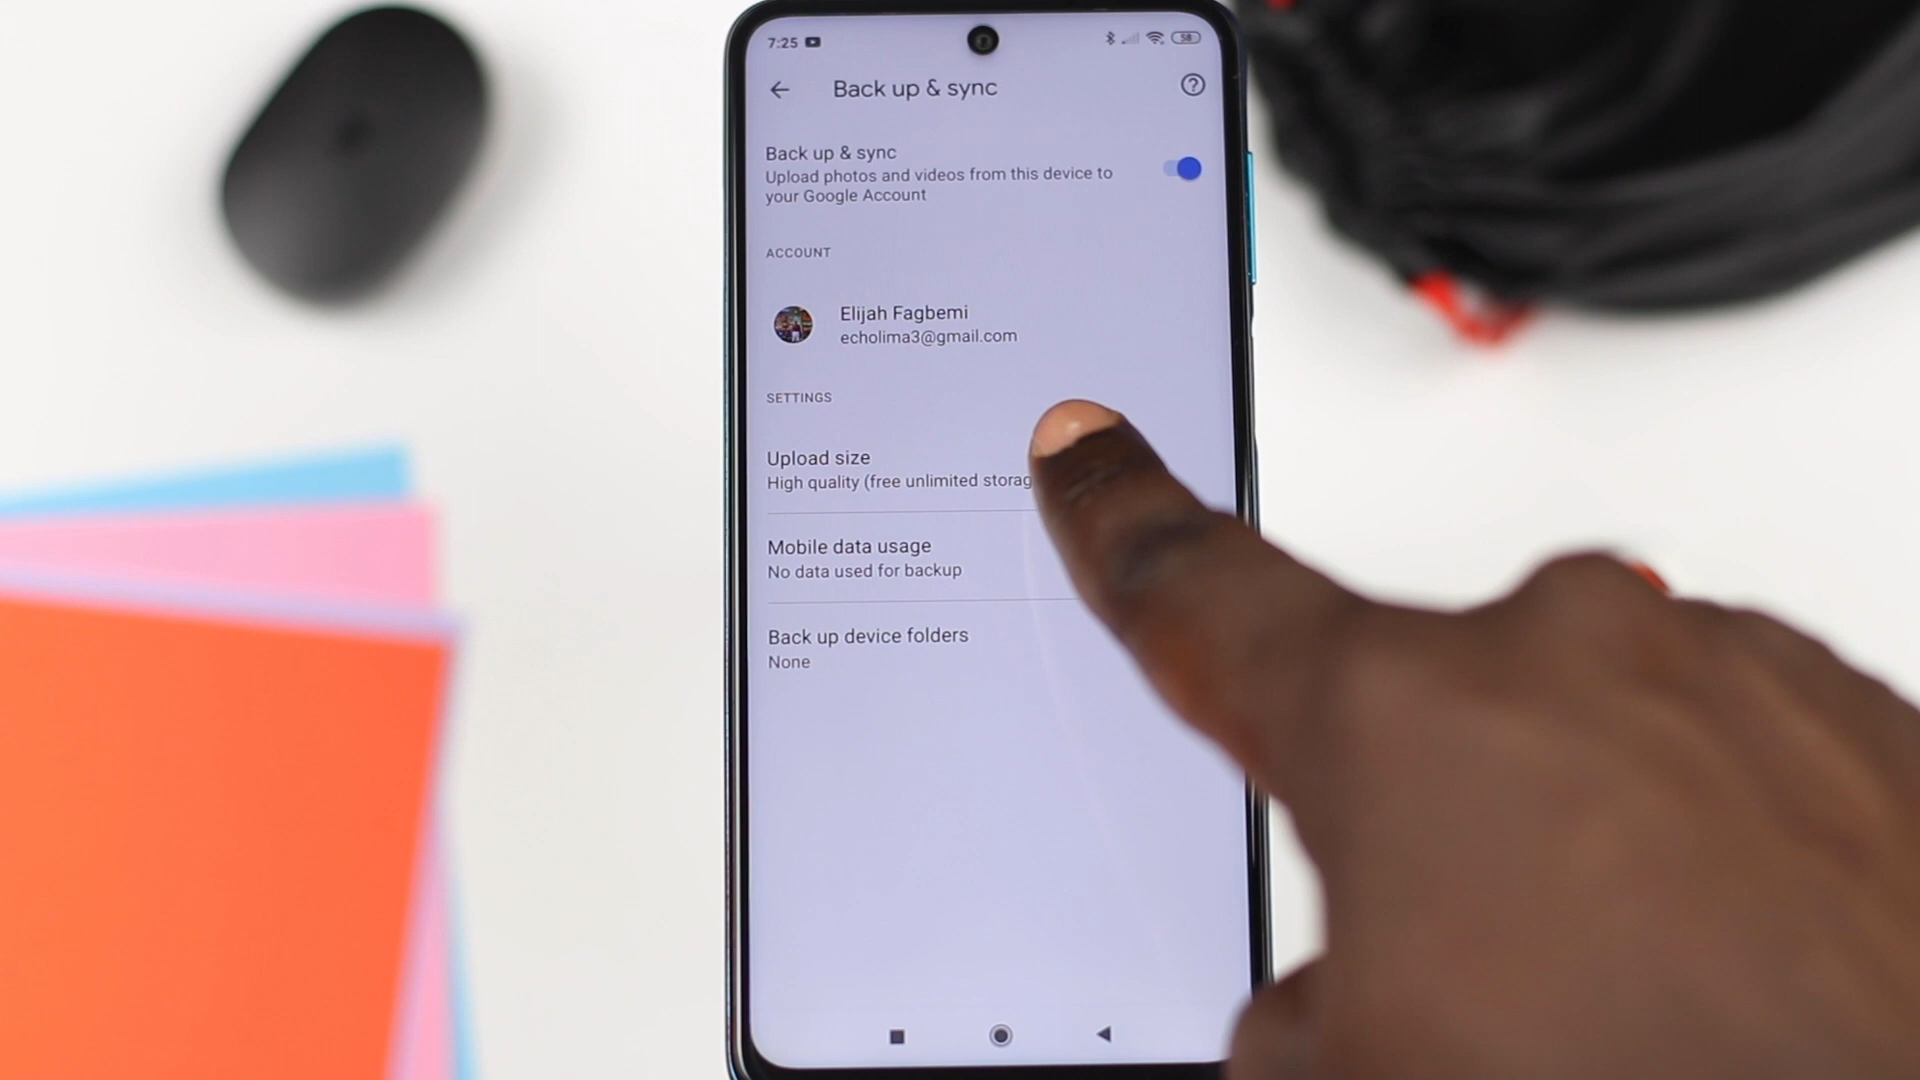 7:25
58
Back up & sync
Back up & sync
Upload photos and videos from this device to
your Google Account
ACCOUNT
Elijah Fagbemi
echolima3@gmail.com
SETTINGS
Upload size
High quality (free unlimited storag
Mobile data usage
No data used for backup
Back up device folders
None